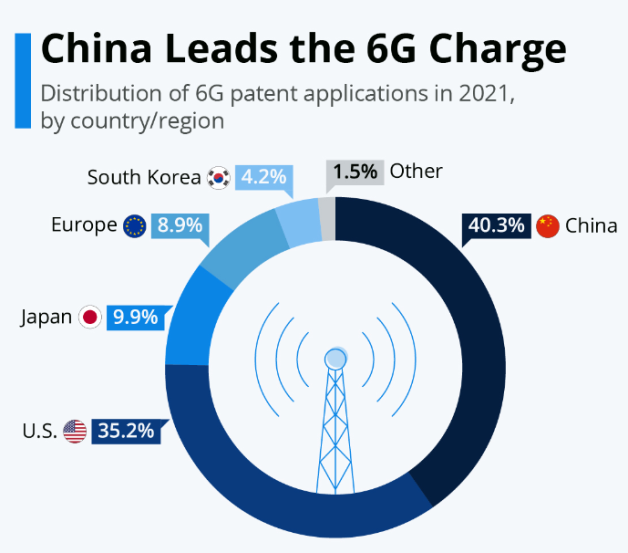 China Leads the 6G Charge
Distribution of 6G patent applications in 2021,
by country/region
South Korea 4.2%
1.5% Other
Europe 8.9%
40.3% China
Japan 9.9%
U.S. 35.2%